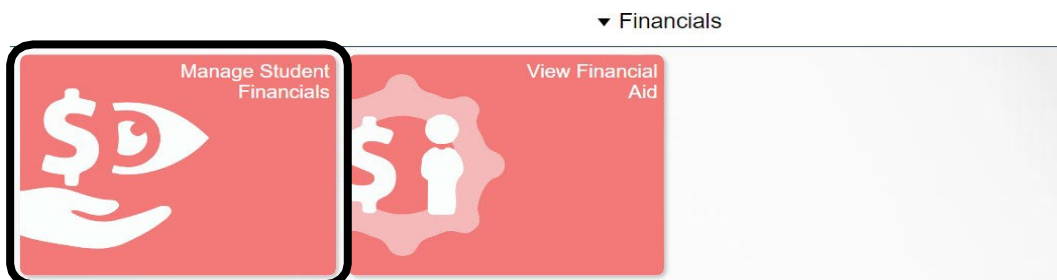 Financials
Manage Student
Financials
View Financial
Aid
$
$